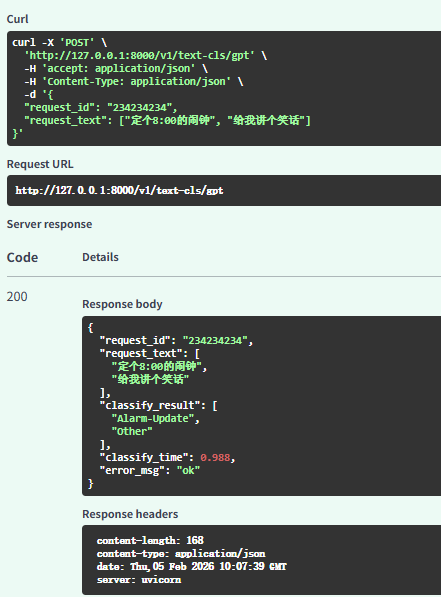 Curl
curl -X 'POST' \
'http://127.0.0.1:8000/v1/text-cls/gpt' \
-H 'accept: application/json' \
-H 'Content-Type: application/json' \
-d '{
"request_id": "234234234",
"request_text": ["定个8:00的闹钟", "给我讲个笑话"]
}'
Request URL
http://127.0.0.1:8000/v1/text-cls/gpt
Server response
Code Details
200
Response body
{
"request_id": "234234234",
"request_text": [
"定个8:00的闹钟",
"给我讲个笑话"
],
"classify_result": [
"Alarm-Update",
"Other"
],
"classify_time": 0.988,
"error_msg": "ok"
}
Response headers
content-length: 168
content-type: application/json
date: Thu,05 Feb 2026 10:07:39 GMT
server: uvicorn